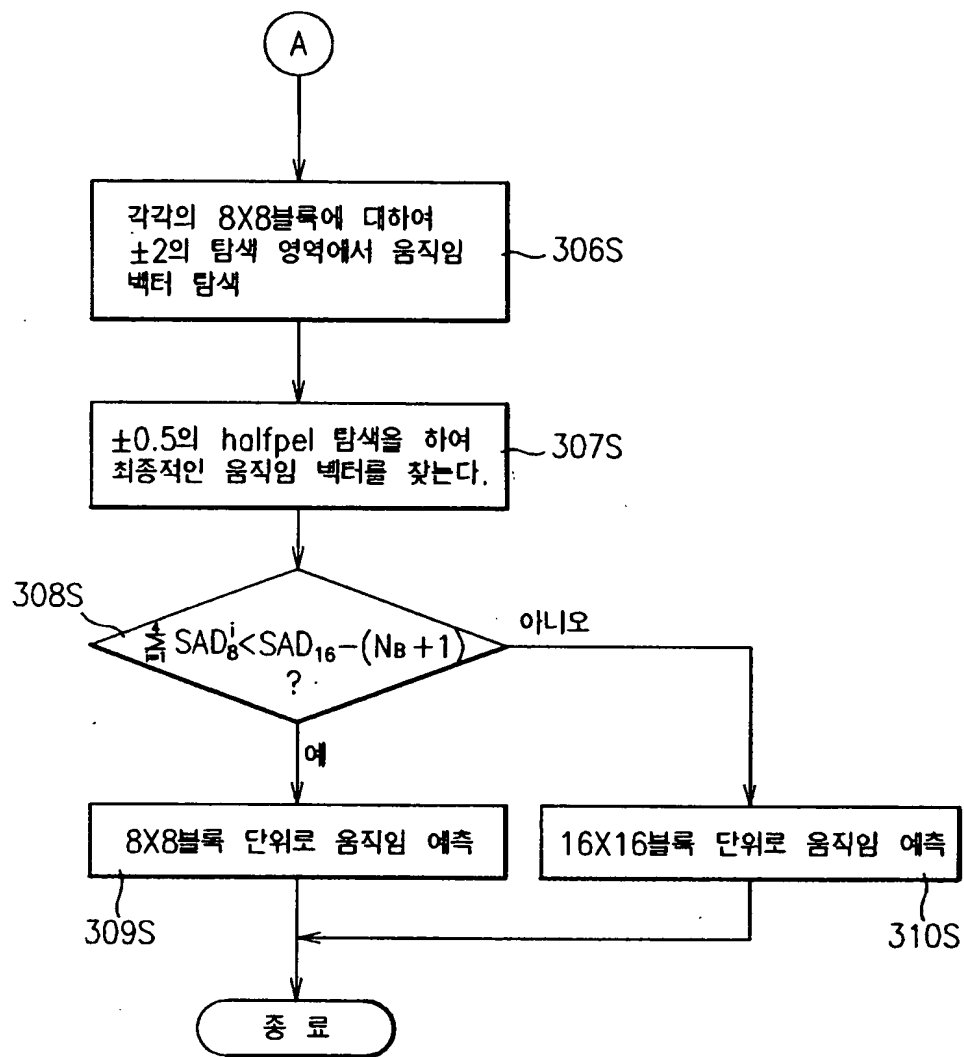 A
각각의 8X8블록에 대하여
±2의 탐색 영역에서 움직임
벡터 탐색
306S
±0.5의 halfpel 탐색을 하여
최종적인 움직임 벡터를 찾는다.
307S
308S
∑⁴ᵢ₌₁ SAD₈ⁱ<SAD₁₆-(NB+1)
?
아니오
예
8X8블록 단위로 움직임 예측
16X16블록 단위로 움직임 예측
309S
310S
종 료